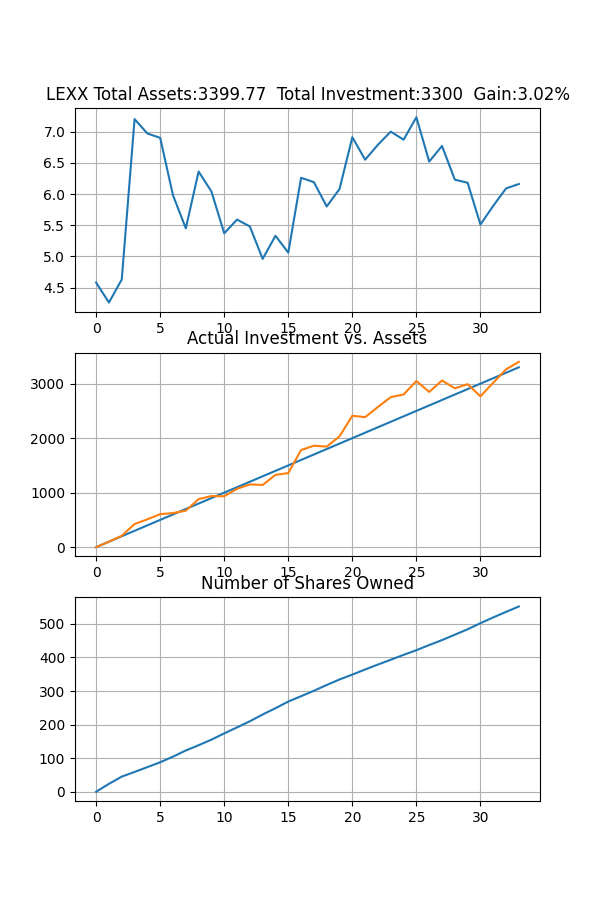 LEXX Total Assets:3399.77  Total Investment:3300  Gain:3.02%
7.0
6.5
6.0
5.5
5.0
4.5
0 5 10 15 20 25 30
Actual Investment vs. Assets
3000
2000
1000
0
0 5 10 15 20 25 30
Number of Shares Owned
500
400
300
200
100
0
0 5 10 15 20 25 30